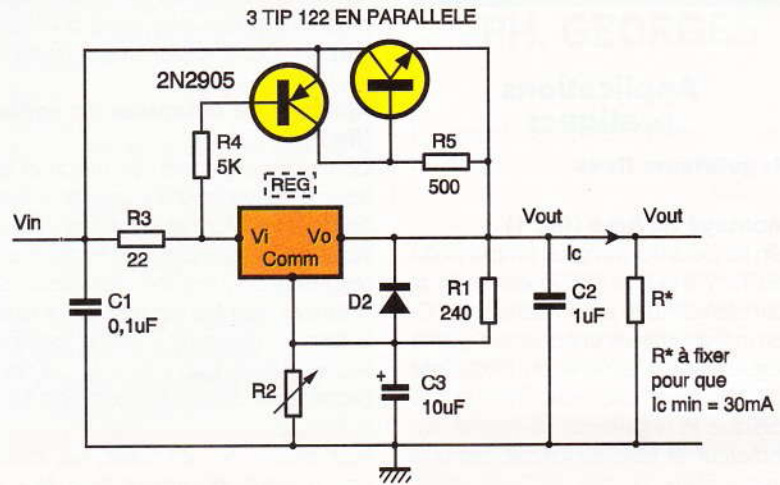 3 TIP 122 EN PARALLELE
2N2905
R4
5K
R5
500
REG
Vin
R3
22
Vi
Vo
Comm
Vout
Vout
Ic
C1
0,1uF
D2
R1
240
C2
1uF
R*
R2
+
C3
10uF
R* à fixer
pour que
Ic min = 30mA